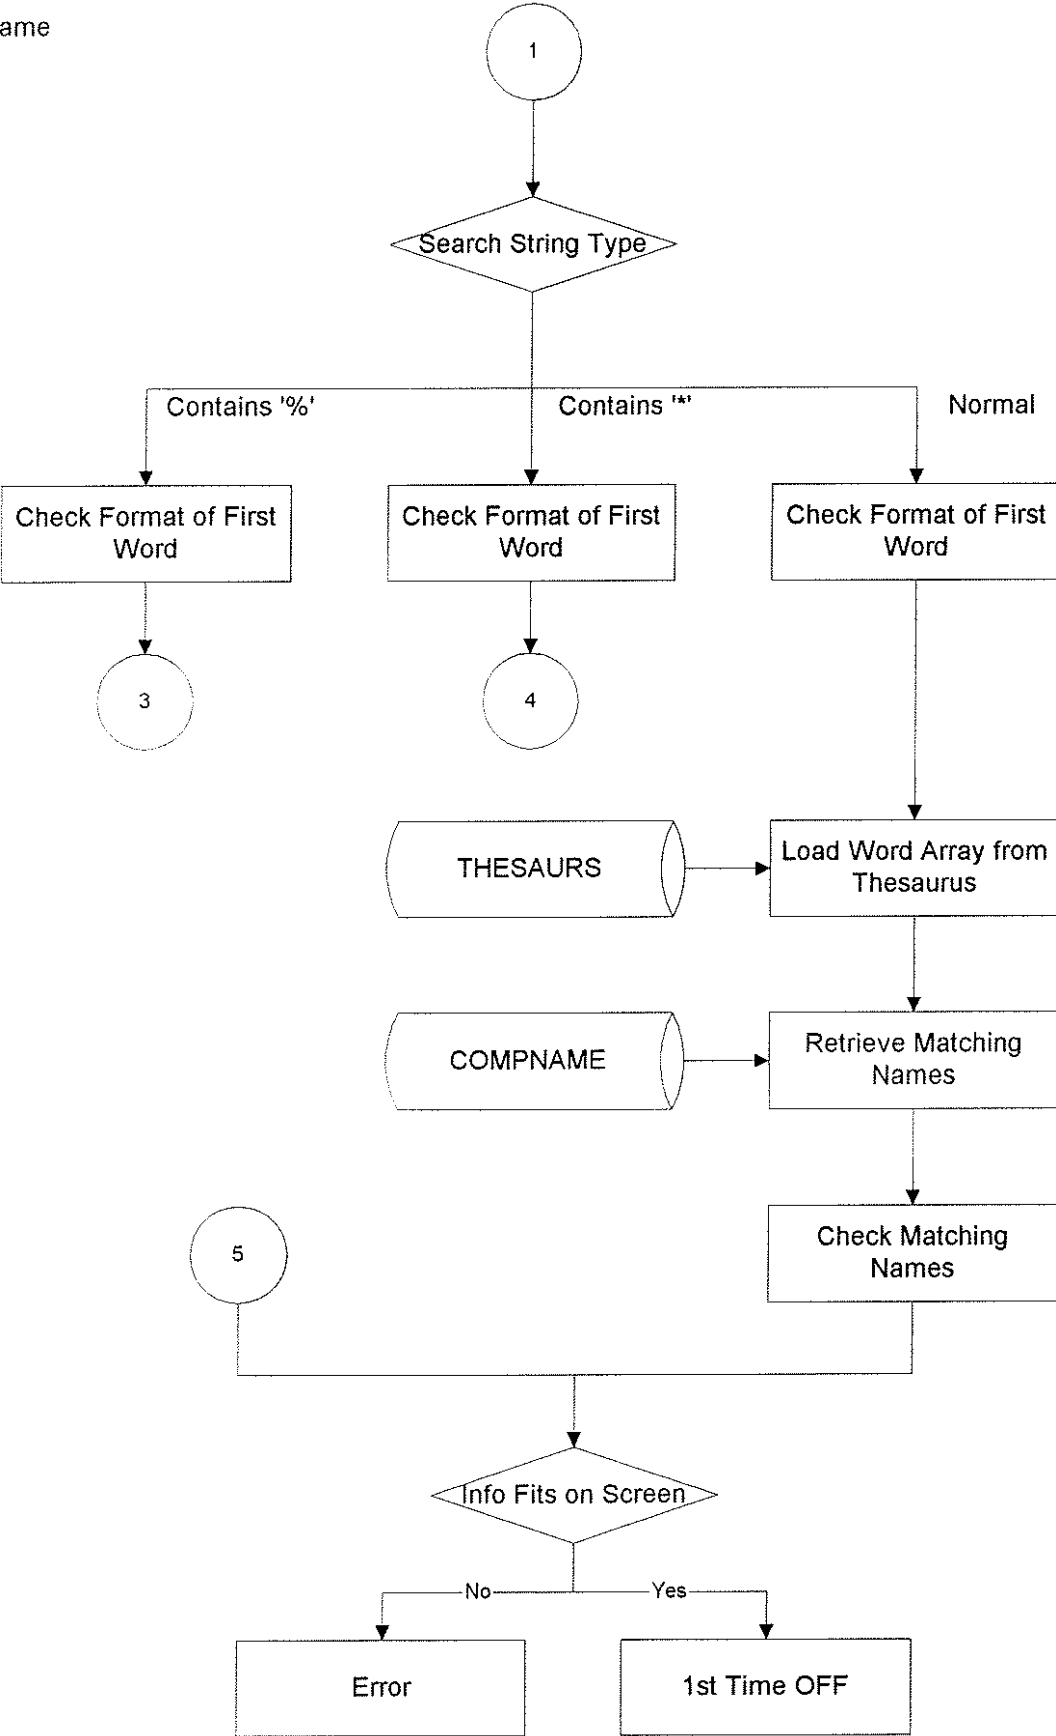 ame
1
Search String Type
Contains '%'
Contains '*'
Normal
Check Format of First
Word
Check Format of First
Word
Check Format of First
Word
3
4
THESAURS
Load Word Array from
Thesaurus
COMPNAME
Retrieve Matching
Names
5
Check Matching
Names
Info Fits on Screen
No
Yes
Error
1st Time OFF